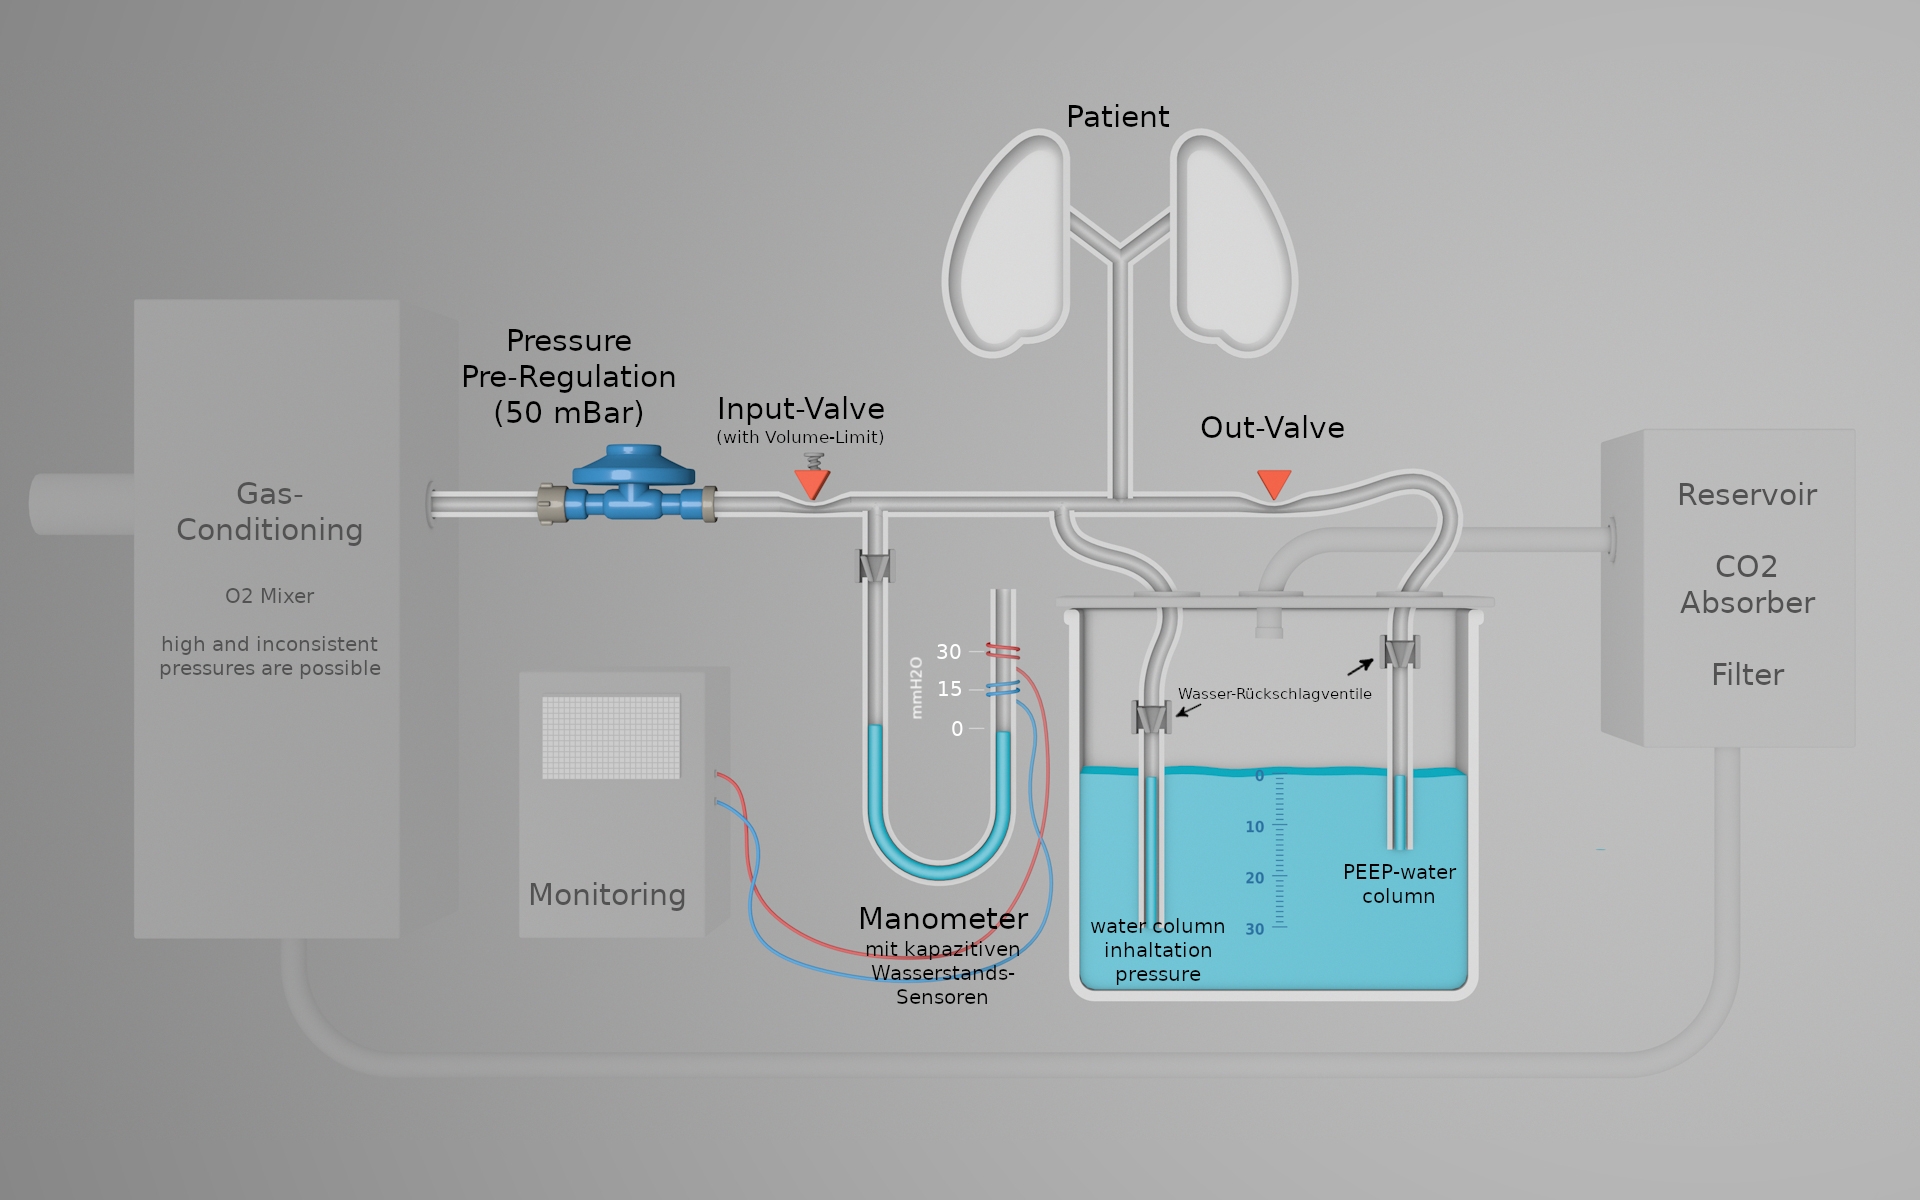 Patient
Pressure
Pre-Regulation
(50 mBar)
Input-Valve
(with Volume-Limit)
Out-Valve
Gas-
Conditioning
O2 Mixer
high and inconsistent
pressures are possible
Reservoir
CO2
Absorber
Filter
mmH2O
30
15
0
Wasser-Rückschlagventile
0
10
20
30
PEEP-water
column
water column
inhaltation
pressure
Monitoring
Manometer
mit kapazitiven
Wasserstands-
Sensoren